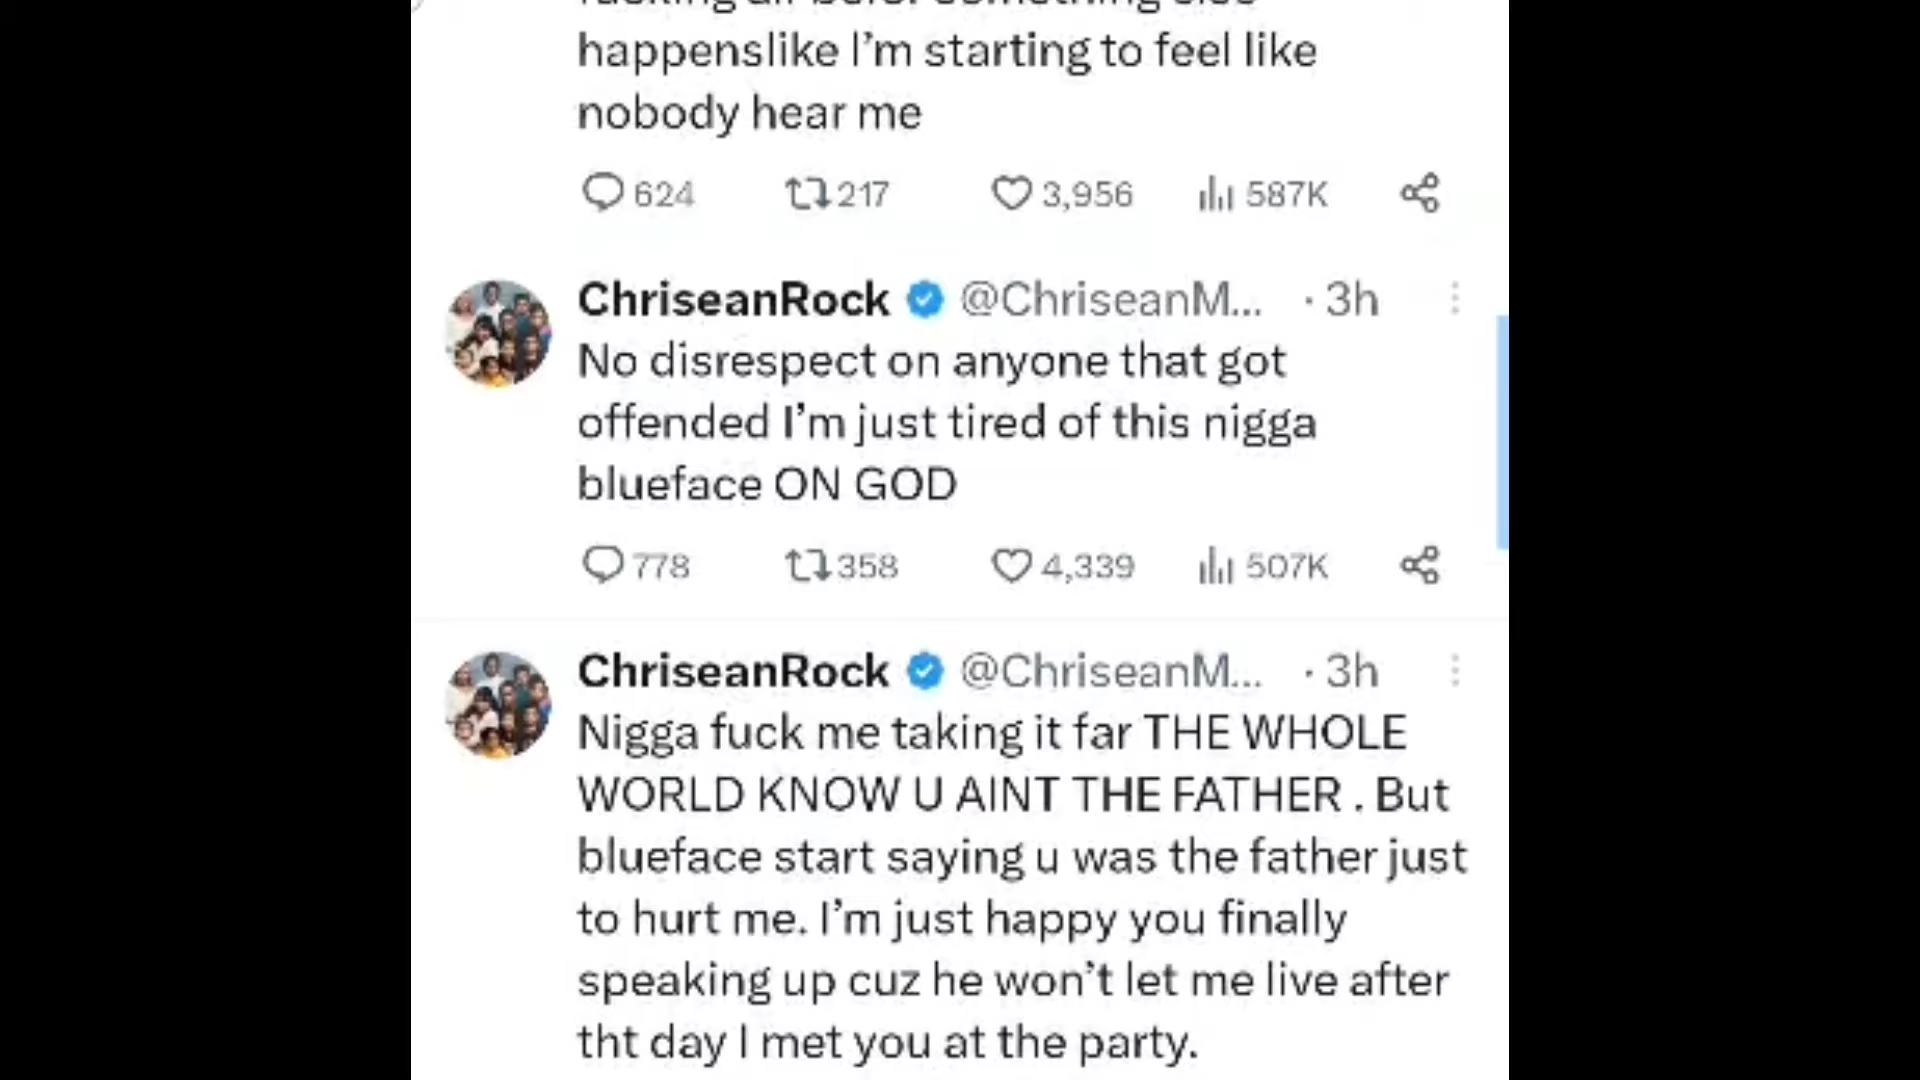 happenslike I'm starting to feel like
nobody hear me
624 217 3,956 587K
ChriseanRock @ChriseanM... · 3h
No disrespect on anyone that got
offended I'm just tired of this nigga
blueface ON GOD
778 358 4,339 507K
ChriseanRock @ChriseanM... · 3h
Nigga fuck me taking it far THE WHOLE
WORLD KNOW U AINT THE FATHER . But
blueface start saying u was the father just
to hurt me. I'm just happy you finally
speaking up cuz he won't let me live after
tht day I met you at the party.